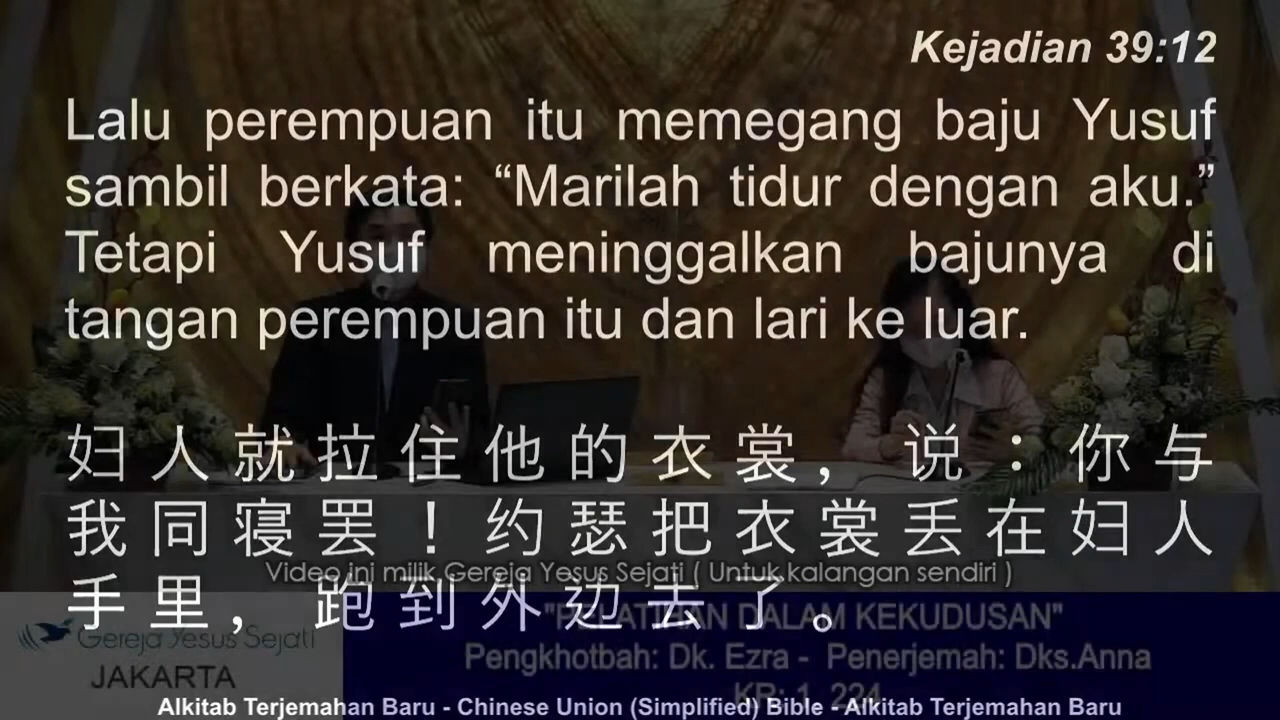 Kejadian 39:12
Lalu perempuan itu memegang baju Yusuf
sambil berkata: “Marilah tidur dengan aku.”
Tetapi Yusuf meninggalkan bajunya di
tangan perempuan itu dan lari ke luar.
妇人就拉住他的衣裳，说：你与
我同寝罢！约瑟把衣裳丢在妇人
手里，跑到外边去了。
Video ini milik Gereja Yesus Sejati ( Untuk kalangan sendiri )
DALAM KEKUDUSAN"
Gereja Yesus Sejati
JAKARTA
Pengkhotbah: Dk. Ezra - Penerjemah: Dks.Anna
KR: 1, 224
Alkitab Terjemahan Baru - Chinese Union (Simplified) Bible - Alkitab Terjemahan Baru